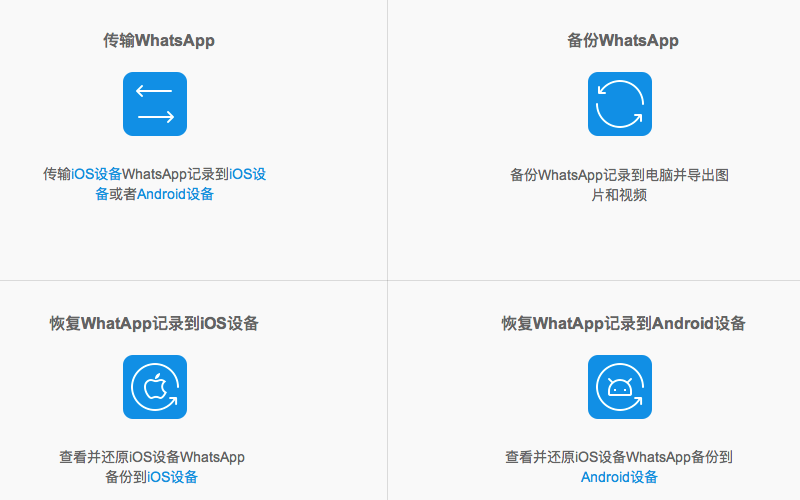 传输WhatsApp
传输iOS设备WhatsApp记录到iOS设
备或者Android设备
备份WhatsApp
备份WhatsApp记录到电脑并导出图
片和视频
恢复WhatApp记录到iOS设备
查看并还原iOS设备WhatsApp
备份到iOS设备
恢复WhatApp记录到Android设备
查看并还原iOS设备WhatsApp备份到
Android设备